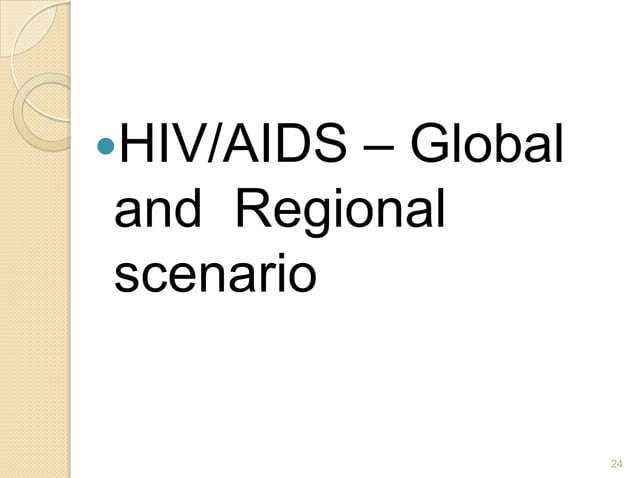 •HIV/AIDS – Global
and  Regional
scenario
24